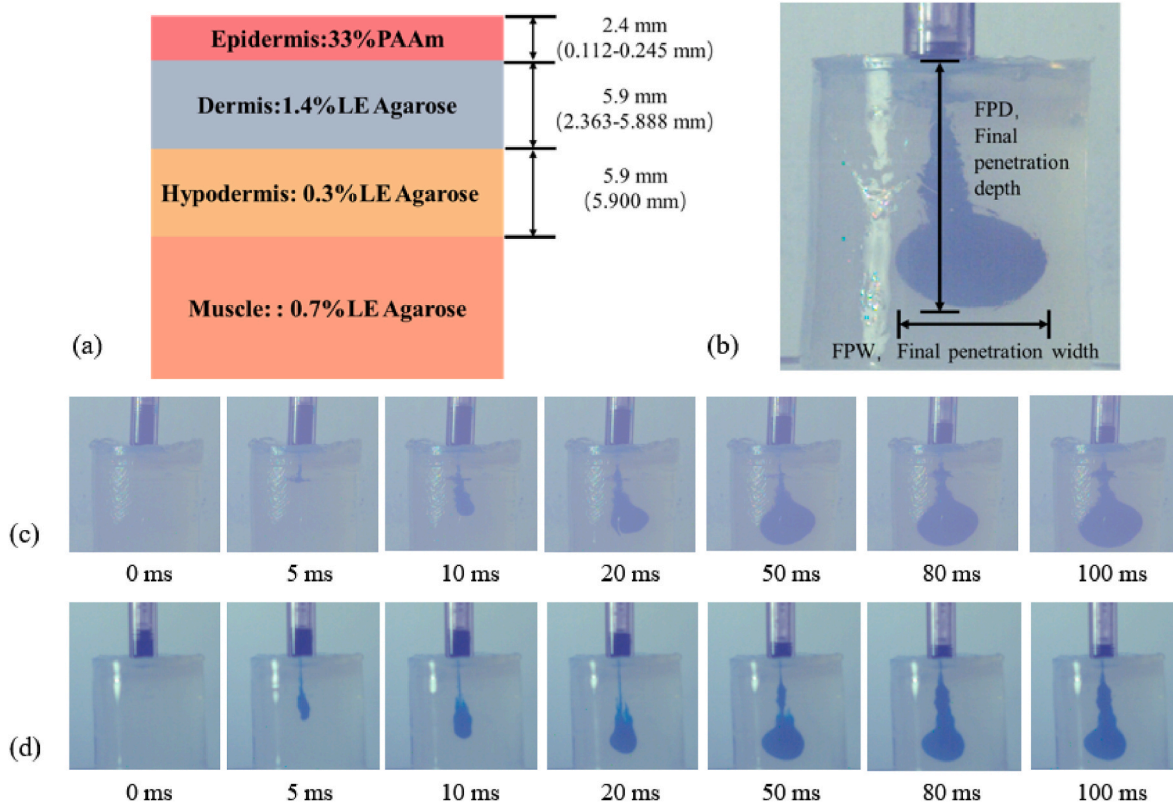 Epidermis:33%PAAm
2.4 mm
(0.112-0.245 mm)
Dermis:1.4%LE Agarose
5.9 mm
(2.363-5.888 mm)
Hypodermis: 0.3%LE Agarose
5.9 mm
(5.900 mm)
Muscle: : 0.7%LE Agarose
(a)
FPD,
Final
penetration
depth
(b)
FPW, Final penetration width
(c)
0 ms 5 ms 10 ms 20 ms 50 ms 80 ms 100 ms
(d)
0 ms 5 ms 10 ms 20 ms 50 ms 80 ms 100 ms